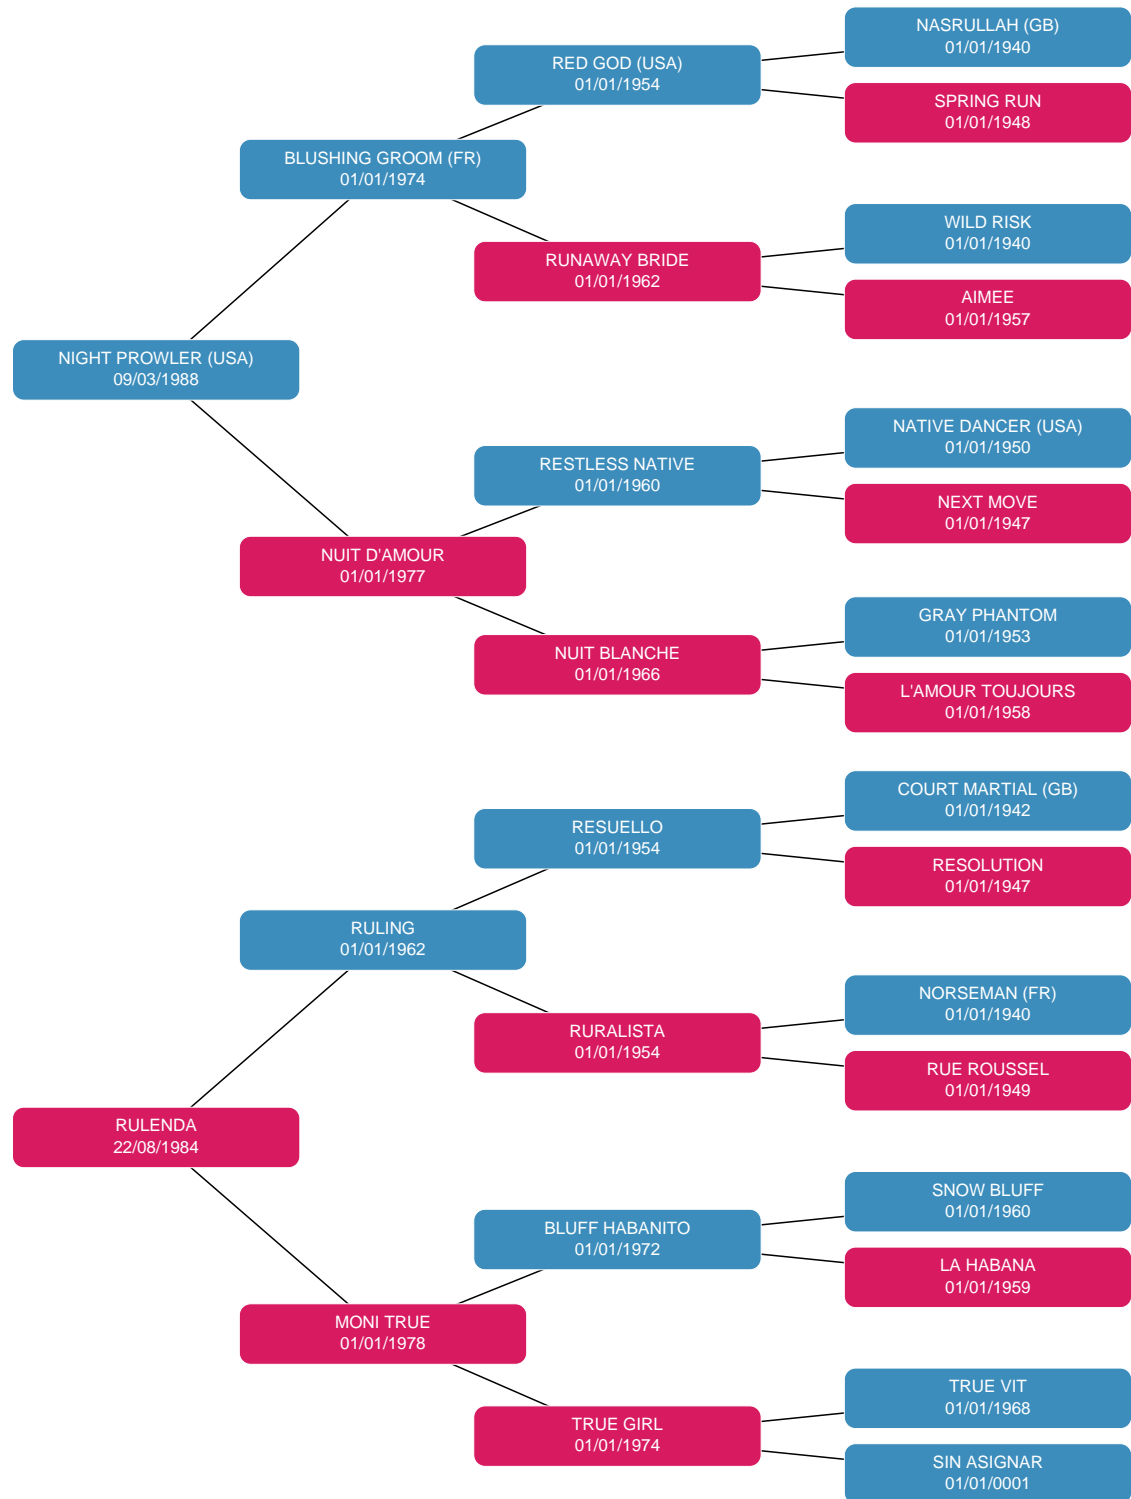 NASRULLAH (GB)
01/01/1940
RED GOD (USA)
01/01/1954
SPRING RUN
01/01/1948
BLUSHING GROOM (FR)
01/01/1974
WILD RISK
01/01/1940
RUNAWAY BRIDE
01/01/1962
AIMEE
01/01/1957
NIGHT PROWLER (USA)
09/03/1988
NATIVE DANCER (USA)
01/01/1950
RESTLESS NATIVE
01/01/1960
NEXT MOVE
01/01/1947
NUIT D'AMOUR
01/01/1977
GRAY PHANTOM
01/01/1953
NUIT BLANCHE
01/01/1966
L'AMOUR TOUJOURS
01/01/1958
COURT MARTIAL (GB)
01/01/1942
RESUELLO
01/01/1954
RESOLUTION
01/01/1947
RULING
01/01/1962
NORSEMAN (FR)
01/01/1940
RURALISTA
01/01/1954
RUE ROUSSEL
01/01/1949
RULENDA
22/08/1984
SNOW BLUFF
01/01/1960
BLUFF HABANITO
01/01/1972
LA HABANA
01/01/1959
MONI TRUE
01/01/1978
TRUE VIT
01/01/1968
TRUE GIRL
01/01/1974
SIN ASIGNAR
01/01/0001